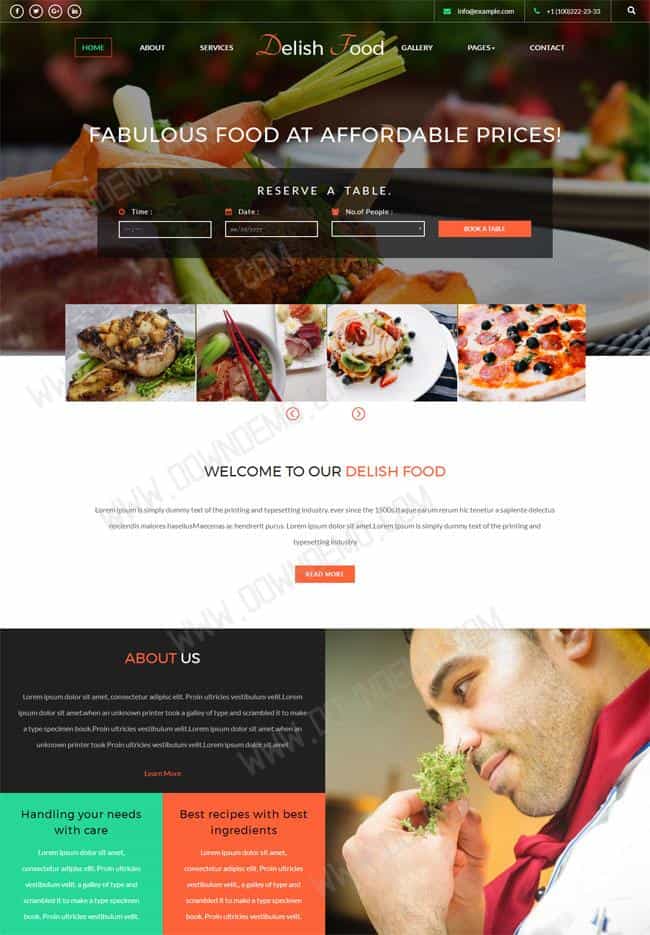 info@example.com +1 (100)222-23-33
HOME ABOUT SERVICES Delish Food GALLERY PAGES CONTACT
FABULOUS FOOD AT AFFORDABLE PRICES!
RESERVE A TABLE.
Time : Date : No.of People :
--:-- mm/dd/yyyy BOOK A TABLE
WELCOME TO OUR DELISH FOOD
Lorem Ipsum is simply dummy text of the printing and typesetting industry. ever since the 1500s.Itaque earum rerum hic tenetur a sapiente delectus
reiciendis maiores hasellusMaecenas ac hendrerit purus. Lorem ipsum dolor sit amet.Lorem Ipsum is simply dummy text of the printing and
typesetting industry
READ MORE
ABOUT US
Lorem ipsum dolor sit amet, consectetur adipisc elit. Proin ultricies vestibulum velit.Lorem
ipsum dolor sit amet.when an unknown printer took a galley of type and scrambled it to make
a type specimen book.Proin ultricies vestibulum velit.Lorem ipsum dolor sit amet.when an
unknown printer took Proin ultricies vestibulum velit.Lorem ipsum dolor sit amet
Learn More
Handling your needs
with care
Lorem ipsum dolor sit amet,
consectetur adipisc elit. Proin
ultricies vestibulum velit. a galley of type and
scrambled it to make a type specimen
book. Proin ultricies vestibulum velit.
Best recipes with best
ingredients
Lorem ipsum dolor sit amet,
consectetur adipisc elit. Proin ultricies
vestibulum velit., a galley of type and
scrambled it to make a type specimen
book. Proin ultricies vestibulum velit.
WWW.DOWNDEMO.COM